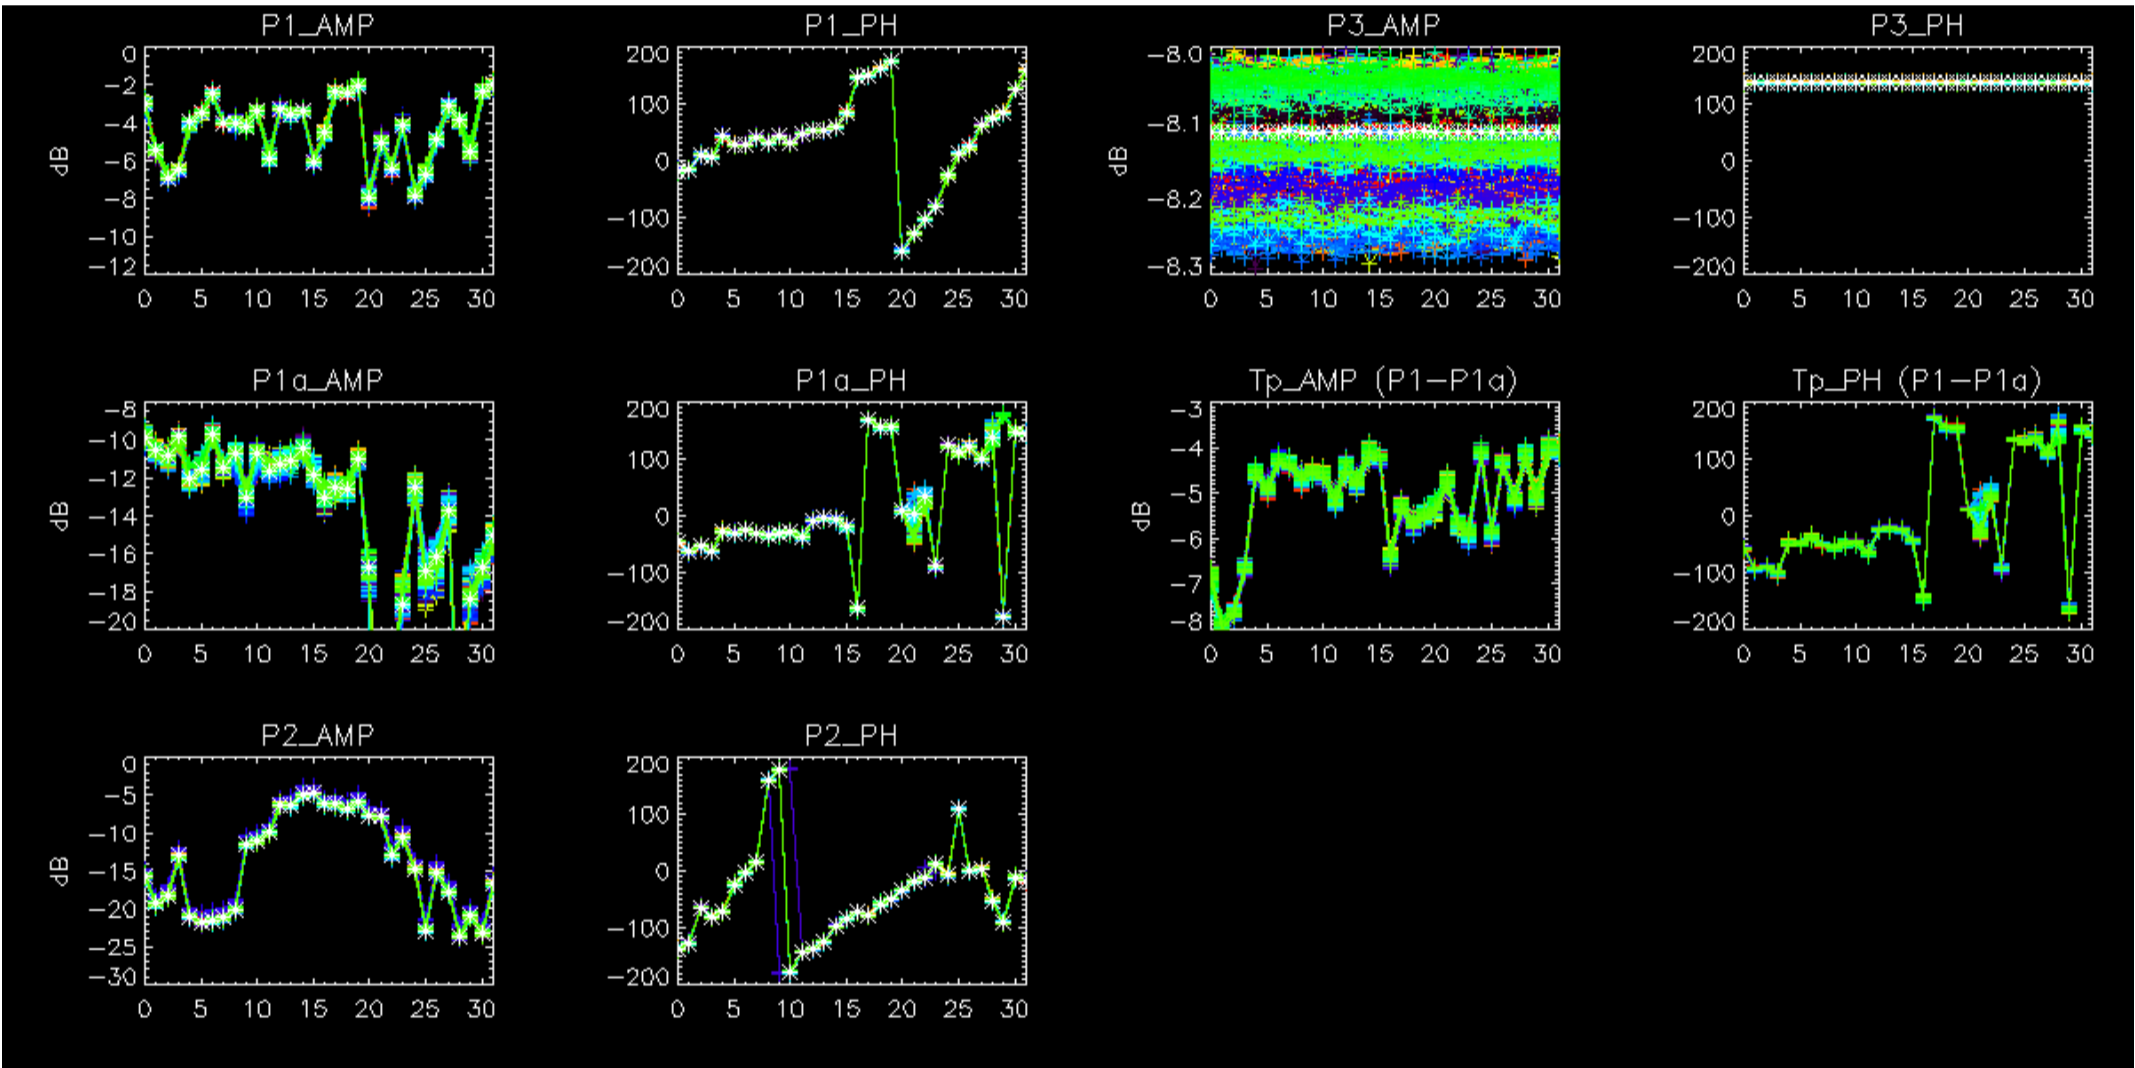 P1_AMP P1_PH P3_AMP P3_PH
0 200 -8.0 200
-2 100 -8.1 100
-4 0 -8.2 0
-6 -100 -8.3 -100
-8 -200 -200
-10
-12
dB dB
0 5 10 15 20 25 30 0 5 10 15 20 25 30 0 5 10 15 20 25 30 0 5 10 15 20 25 30
P1a_AMP P1a_PH Tp_AMP (P1-P1a) Tp_PH (P1-P1a)
-8 200 -3 200
-10 100 -4 100
-12 0 -5 0
-14 -100 -6 -100
-16 -200 -7 -200
-18 -8
-20
dB dB
0 5 10 15 20 25 30 0 5 10 15 20 25 30 0 5 10 15 20 25 30 0 5 10 15 20 25 30
P2_AMP P2_PH
0 200
-5 100
-10 0
-15 -100
-20 -200
-25
-30
dB
0 5 10 15 20 25 30 0 5 10 15 20 25 30